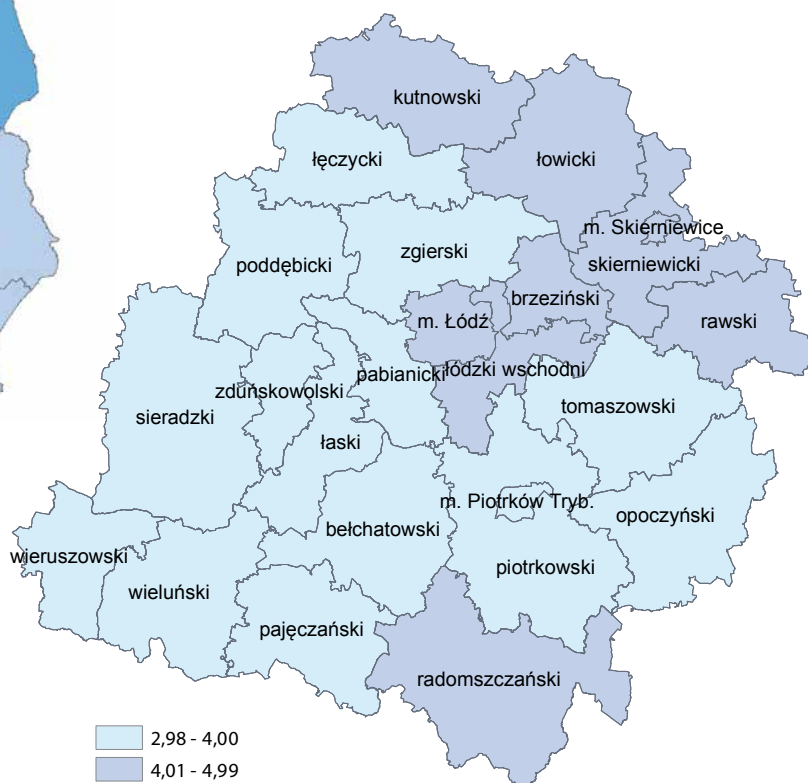 kutnowski
łęczycki
łowicki
m. Skierniewice
zgierski
poddębicki
skierniewicki
brzeziński
m. Łódź
rawski
pabianicki
łódzki wschodni
zduńskowolski
sieradzki
tomaszowski
łaski
m. Piotrków Tryb.
opoczyński
bełchatowski
wieruszowski
piotrkowski
wieluński
pajęczański
radomszczański
2,98 - 4,00
4,01 - 4,99